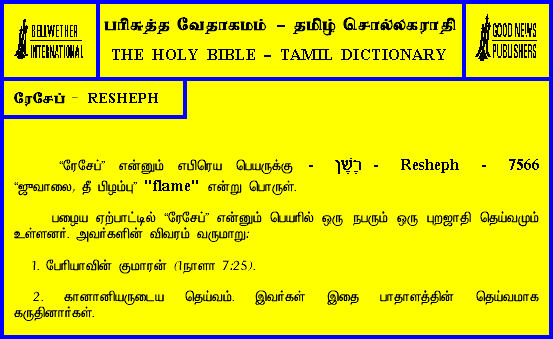 BELLWETHER
INTERNATIONAL
பரிசுத்த வேதாகமம் – தமிழ் சொல்லகராதி
THE HOLY BIBLE – TAMIL DICTIONARY
GOOD NEWS
PUBLISHERS
ரேசேப் - RESHEPH
“ரேசேப்” என்னும் எபிரெய பெயருக்கு - רֶשֶׁף - Resheph - 7566
“ஜுவாலை, தீ பிழம்பு” "flame" என்று பொருள்.
பழைய ஏற்பாட்டில் “ரேசேப்” என்னும் பெயரில் ஒரு நபரும் ஒரு புறஜாதி தெய்வமும்
உள்ளனர். அவர்களின் விவரம் வருமாறு:
1. பேரியாவின் குமாரன் (1நாளா 7:25).
2. கானானியருடைய தெய்வம். இவர்கள் இதை பாதாளத்தின் தெய்வமாக
கருதினார்கள்.